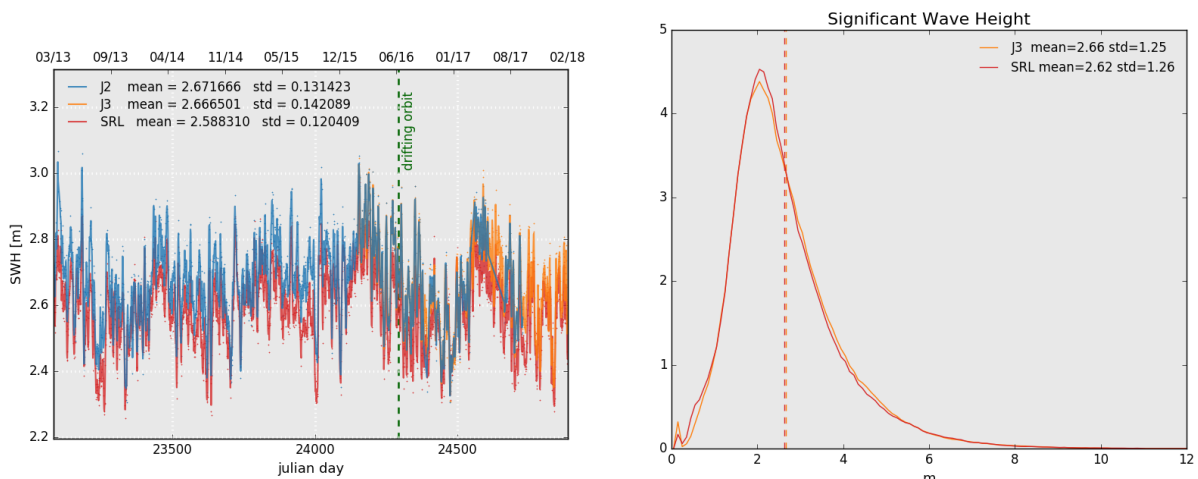 03/13 09/13 04/14 11/14 05/15 12/15 06/16 01/17 08/17 02/18
J2 mean = 2.671666 std = 0.131423
J3 mean = 2.666501 std = 0.142089
SRL mean = 2.588310 std = 0.120409
drifting orbit
SWH [m]
3.2
3.0
2.8
2.6
2.4
2.2
23500 24000 24500
julian day
Significant Wave Height
J3 mean=2.66 std=1.25
SRL mean=2.62 std=1.26
5
4
3
2
1
0
0 2 4 6 8 10 12
m